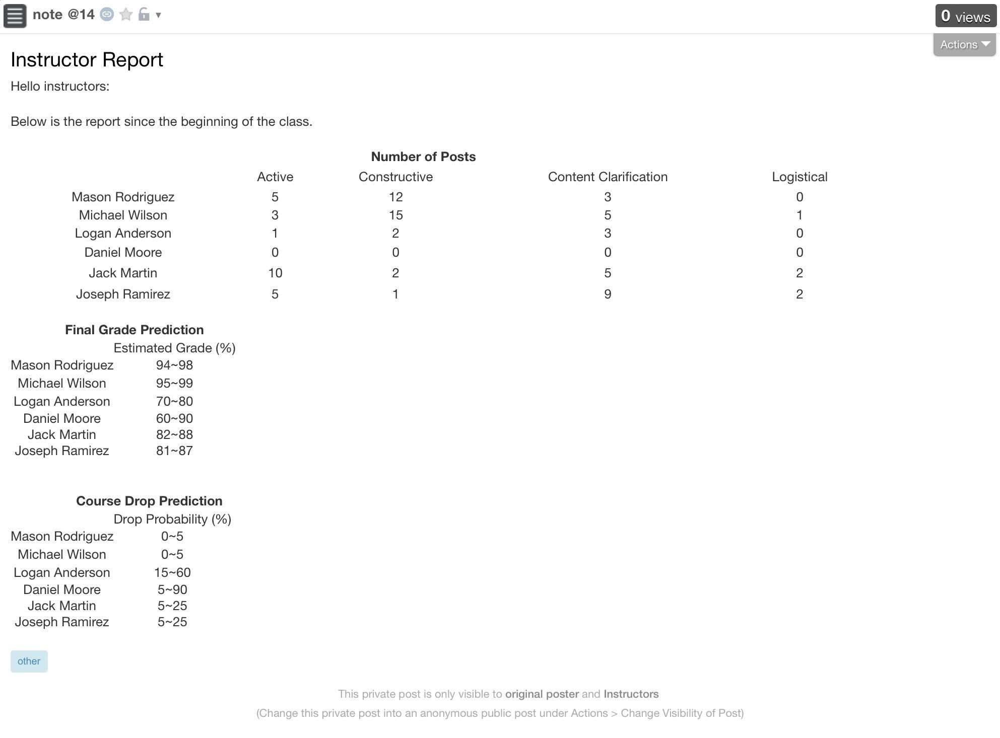 note @14
0 views
Actions
Instructor Report
Hello instructors:
Below is the report since the beginning of the class.
Number of Posts
Active Constructive Content Clarification Logistical
Mason Rodriguez 5 12 3 0
Michael Wilson 3 15 5 1
Logan Anderson 1 2 3 0
Daniel Moore 0 0 0 0
Jack Martin 10 2 5 2
Joseph Ramirez 5 1 9 2
Final Grade Prediction
Estimated Grade (%)
Mason Rodriguez 94~98
Michael Wilson 95~99
Logan Anderson 70~80
Daniel Moore 60~90
Jack Martin 82~88
Joseph Ramirez 81~87
Course Drop Prediction
Drop Probability (%)
Mason Rodriguez 0~5
Michael Wilson 0~5
Logan Anderson 15~60
Daniel Moore 5~90
Jack Martin 5~25
Joseph Ramirez 5~25
other
This private post is only visible to original poster and Instructors
(Change this private post into an anonymous public post under Actions > Change Visibility of Post)